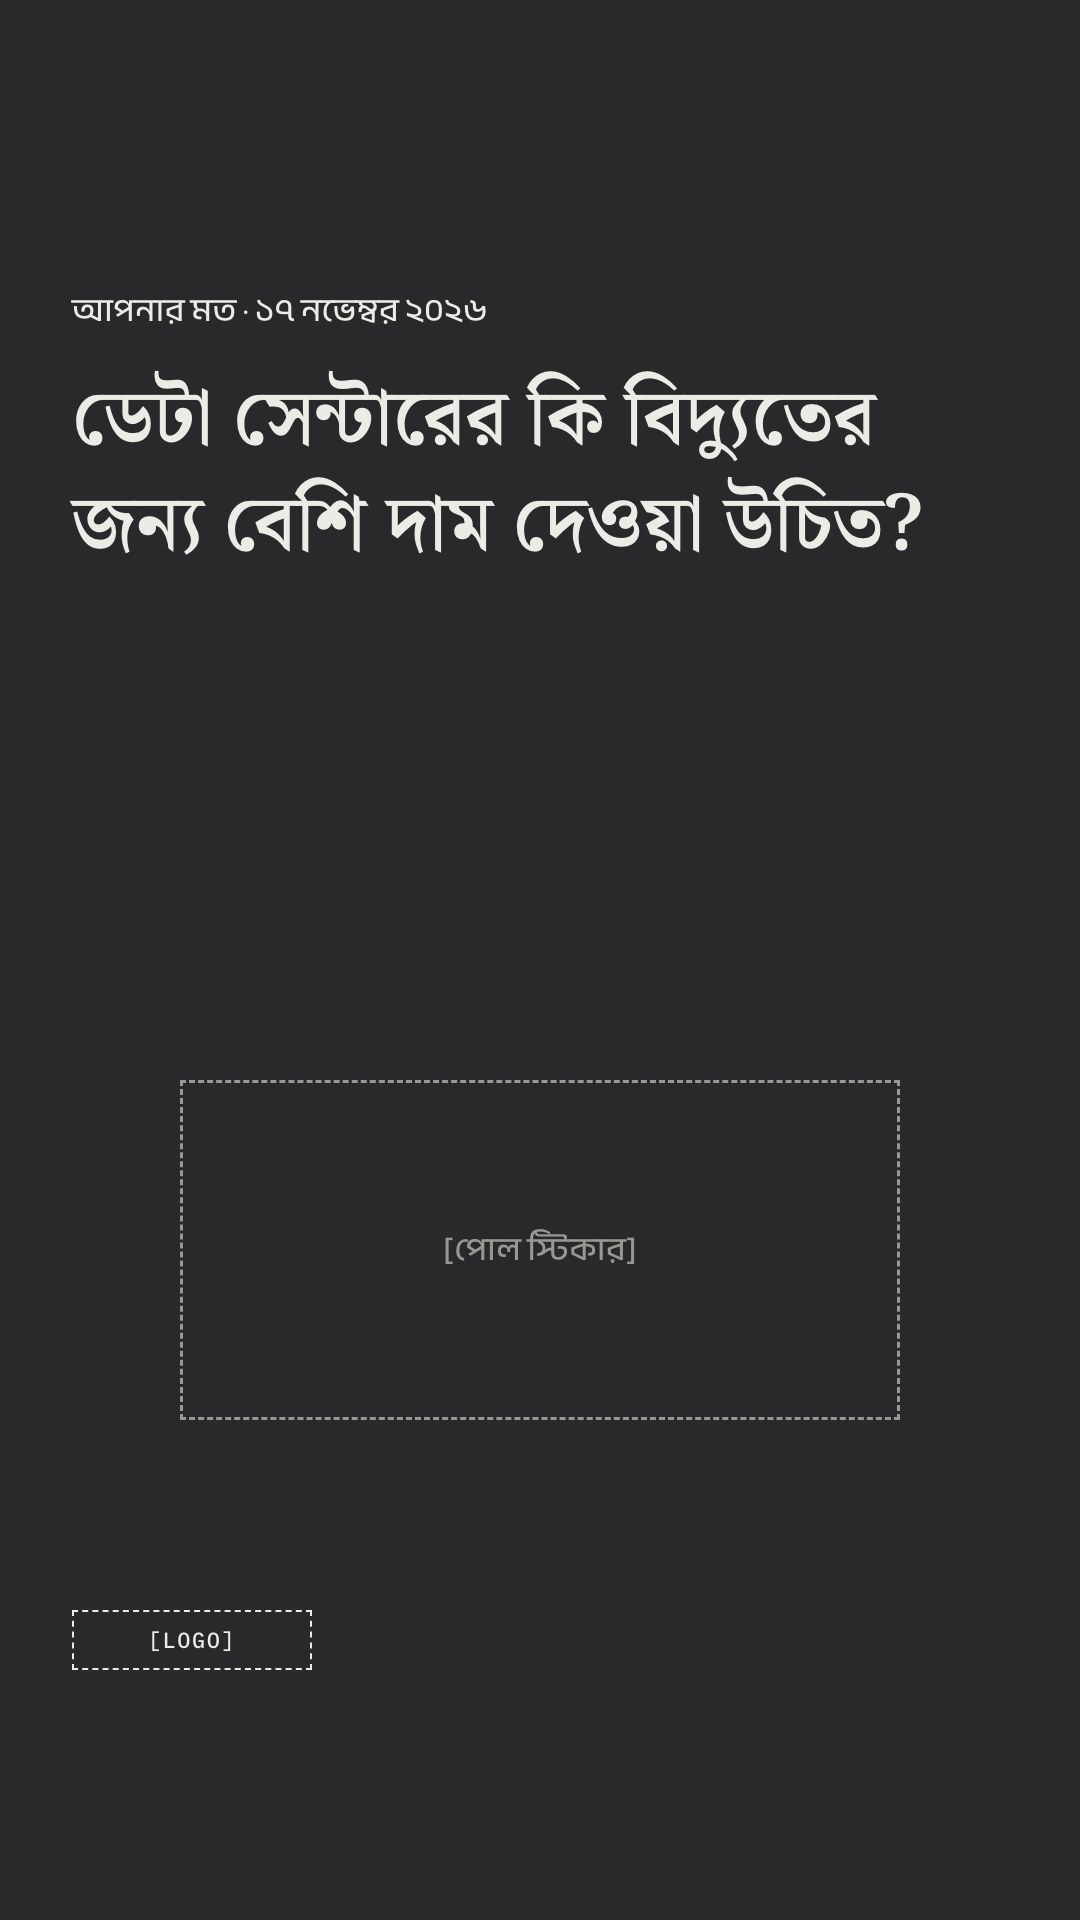 আপনার মত · ১৭ নভেম্বর ২০২৬
ডেটা সেন্টারের কি বিদ্যুতের
জন্য বেশি দাম দেওয়া উচিত?
[পোল স্টিকার]
[LOGO]